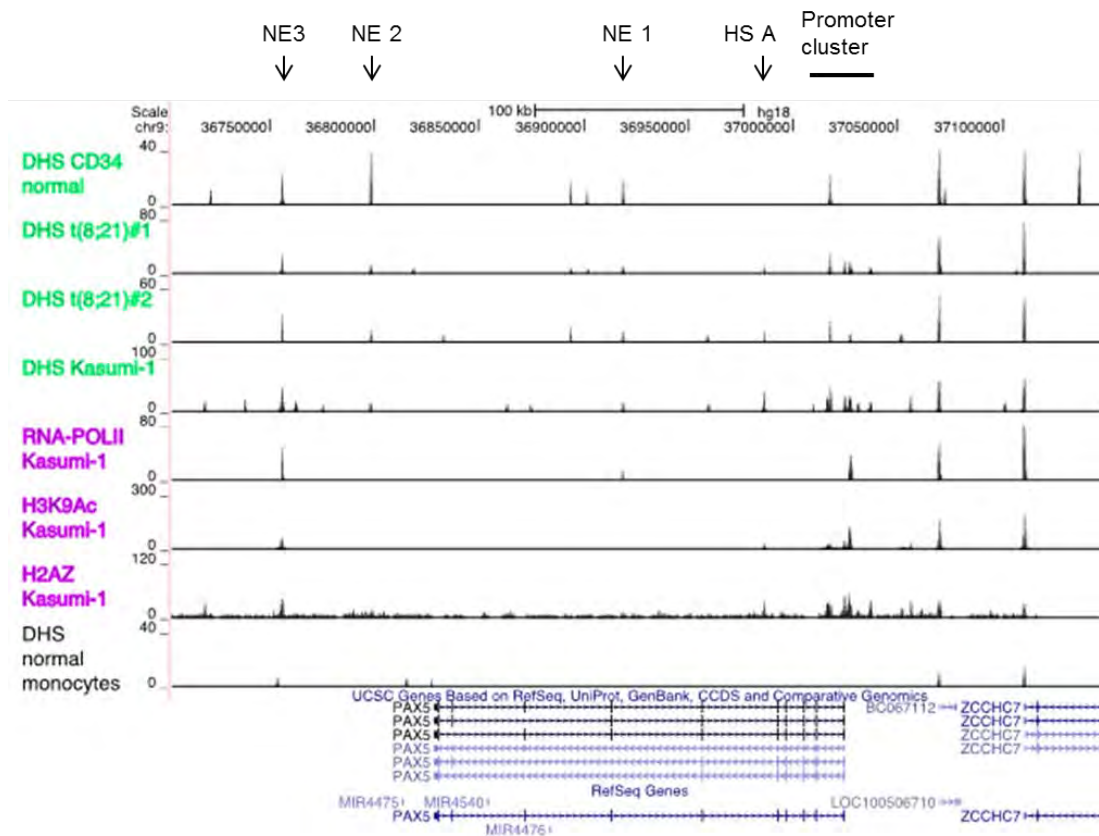 NE3 NE 2 NE 1 HS A Promoter
cluster
Scale 100 kb hg18
chr9: 36750000 36800000 36850000 36900000 36950000 37000000 37050000 37100000
DHS CD34
normal
40
0
DHS t(8;21)#1
80
0
DHS t(8;21)#2
60
0
DHS Kasumi-1
100
0
RNA-POLII
Kasumi-1
80
0
H3K9Ac
Kasumi-1
300
0
H2AZ
Kasumi-1
120
0
DHS
normal
monocytes
40
0
UCSC Genes Based on RefSeq, UniProt, GenBank, CCDS and Comparative Genomics
PAX5 BC067112 ZCCHC7
PAX5 ZCCHC7
PAX5 ZCCHC7
PAX5 ZCCHC7
PAX5
PAX5
RefSeq Genes
MIR4475 MIR4540 LOC100506710
PAX5 ZCCHC7
MIR4476